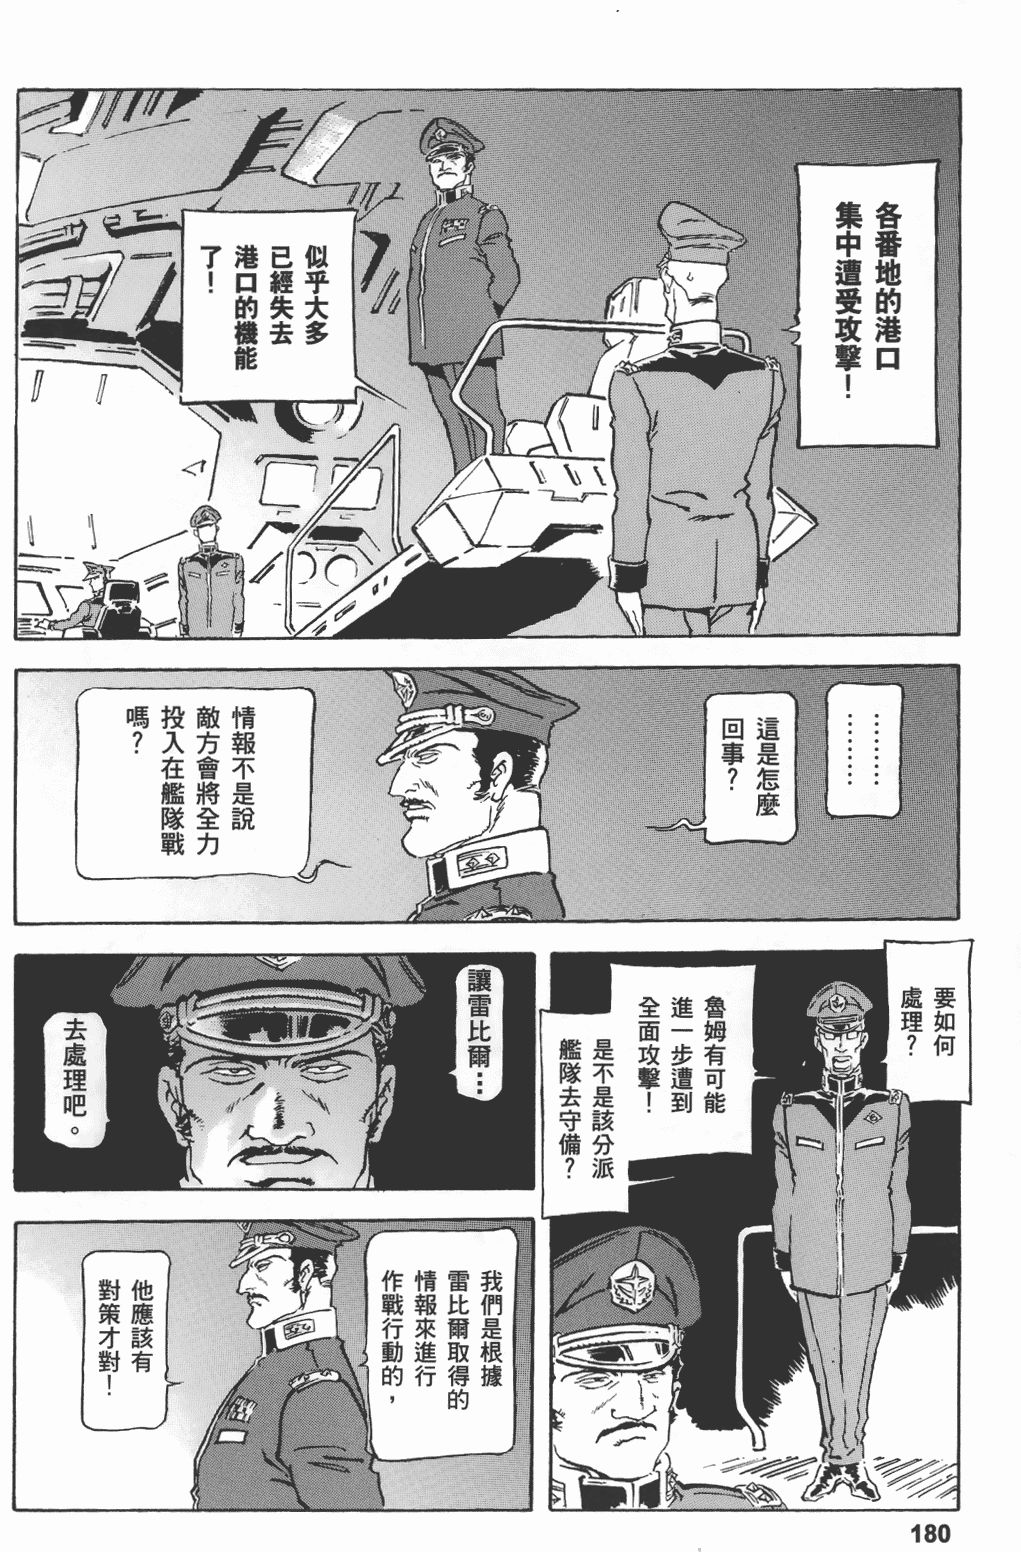 各番地的港口
集中遭受攻擊！
似乎大多
已經失去
港口的機能
了！
………
………
這是怎麼
回事？
情報不是說
敵方會將全力
投入在艦隊戰
嗎？
要如何
處理？
魯姆有可能
進一步遭到
全面攻擊！
是不是該分派
艦隊去守備？
讓雷比爾…
去處理吧。
我們是根據
雷比爾取得的
情報來進行
作戰行動的，
他應該有
對策才對！
180